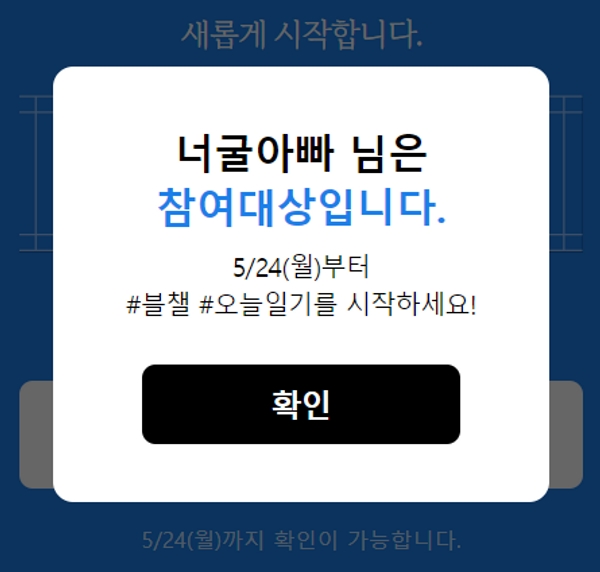 새롭게 시작합니다.
너굴아빠 님은
참여대상입니다.
5/24(월)부터
#블챌 #오늘일기를 시작하세요!
확인
5/24(월)까지 확인이 가능합니다.